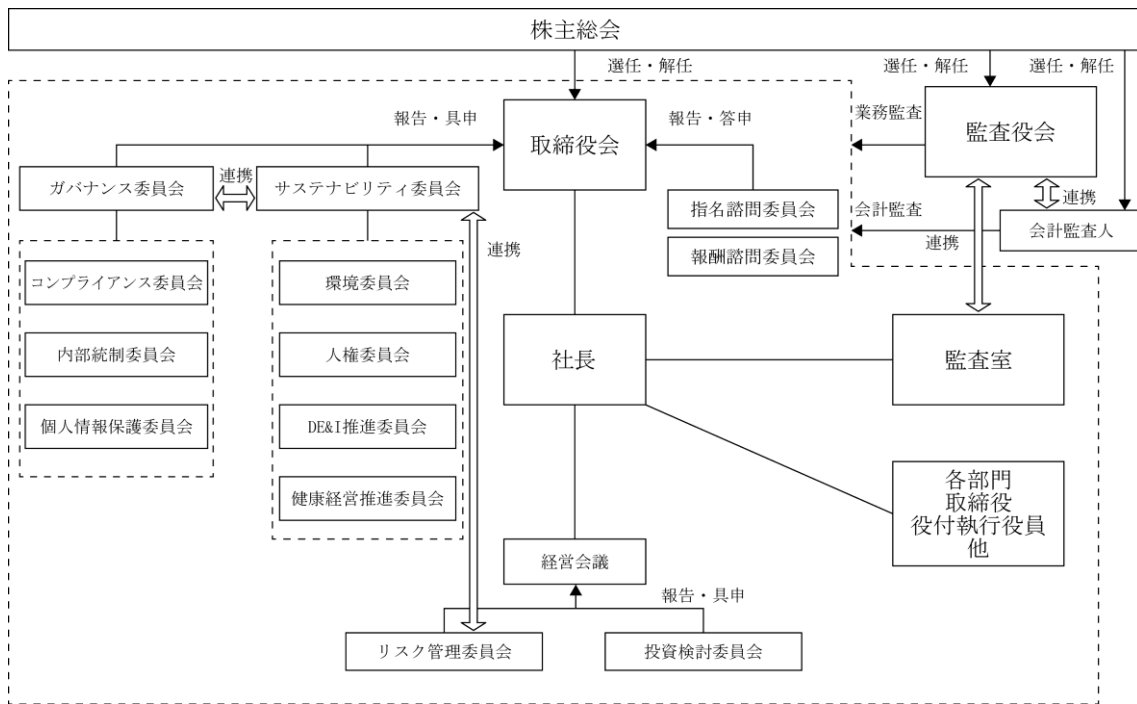 株主総会
選任・解任
選任・解任
選任・解任
報告・具申
取締役会
報告・答申
業務監査
監査役会
ガバナンス委員会
連携
サステナビリティ委員会
指名諮問委員会
会計監査
連携
連携
会計監査人
報酬諮問委員会
連携
コンプライアンス委員会
環境委員会
内部統制委員会
人権委員会
社長
監査室
個人情報保護委員会
DE&I推進委員会
健康経営推進委員会
各部門
取締役
役付執行役員
他
経営会議
報告・具申
リスク管理委員会
投資検討委員会